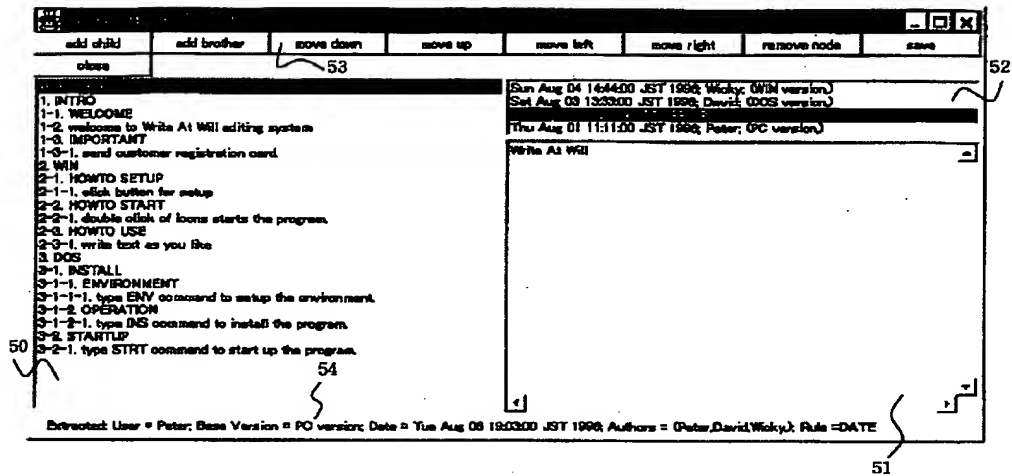 add child add brother move down move up move left move right remove node save
close
53
52
1. INTRO
1-1. WELCOME
1-2. welcome to Write At Will editing system
1-3. IMPORTANT
1-3-1. send customer registration card.
2. WIN
2-1. HOWTO SETUP
2-1-1. click button for setup
2-2. HOWTO START
2-2-1. double click of icons starts the program.
2-3. HOWTO USE
2-3-1. write text as you like
3. DOS
3-1. INSTALL
3-1-1. ENVIRONMENT
3-1-1-1. type ENV command to setup the environment.
3-1-2. OPERATION
3-1-2-1. type INS command to install the program.
3-2. STARTUP
3-2-1. type STRT command to start up the program.
Sun Aug 04 14:44:00 JST 1996; Wicky; (WIN version,)
Sat Aug 03 13:33:00 JST 1996; David; (DOS version,)
Thu Aug 01 11:11:00 JST 1996; Peter; (PC version,)
Write At Will
50
54
Extracted: User = Peter; Base Version = PC version; Date = Tue Aug 06 19:03:00 JST 1996; Authors = (Peter,David,Wicky,); Rule =DATE
51